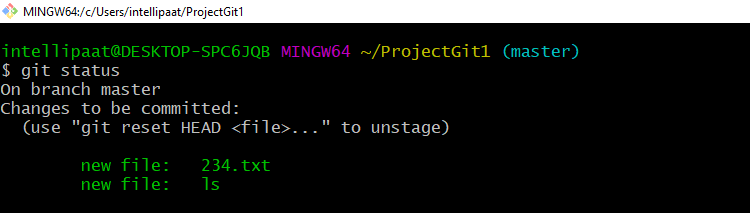 MINGW64:/c/Users/intellipaat/ProjectGit1
intellipaat@DESKTOP-SPC6JQB MINGW64 ~/ProjectGit1 (master)
$ git status
On branch master
Changes to be committed:
  (use "git reset HEAD <file>..." to unstage)
        new file:   234.txt
        new file:   ls